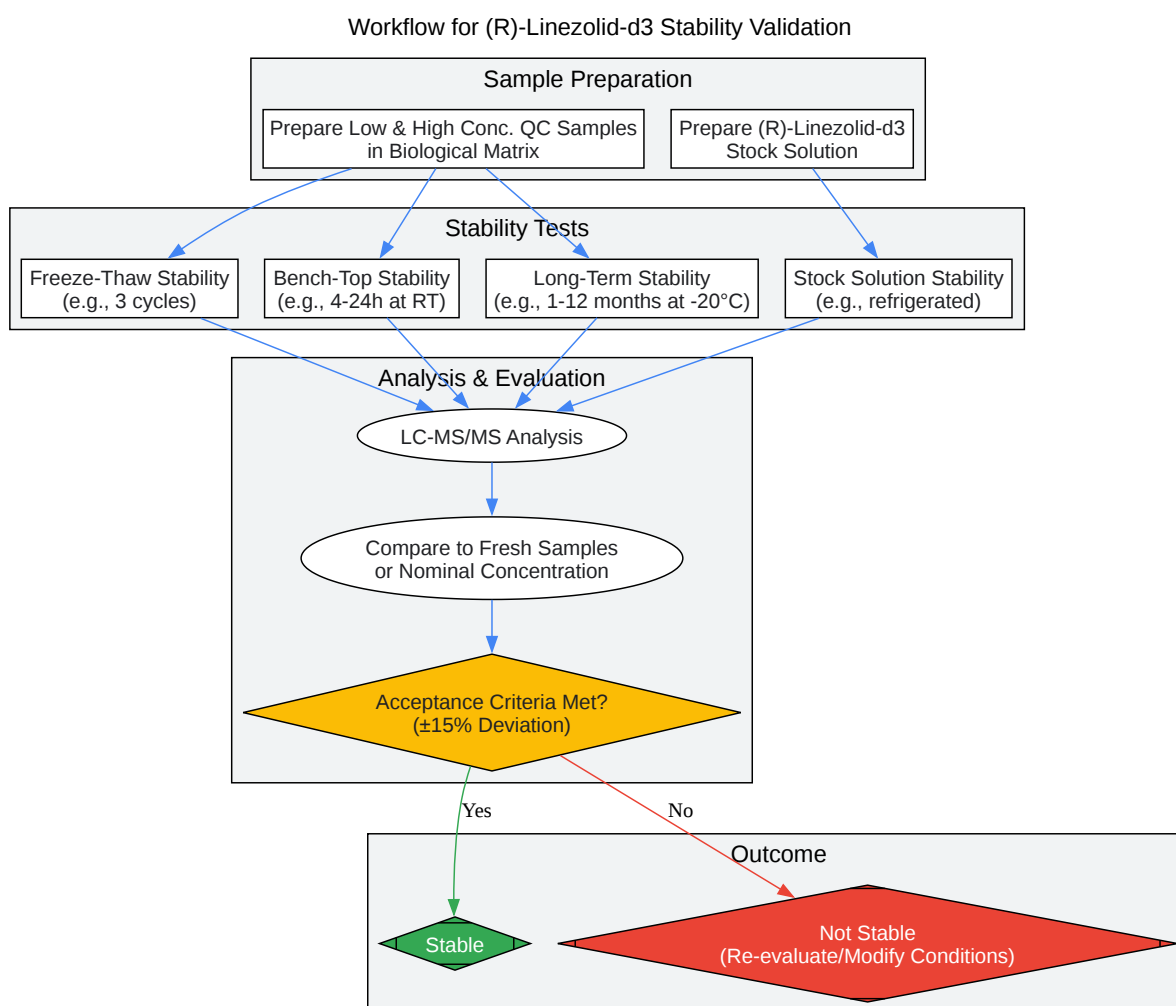 Workflow for (R)-Linezolid-d3 Stability Validation
Sample Preparation
Prepare Low & High Conc. QC Samples
in Biological Matrix
Prepare (R)-Linezolid-d3
Stock Solution
Stability Tests
Freeze-Thaw Stability
(e.g., 3 cycles)
Bench-Top Stability
(e.g., 4-24h at RT)
Long-Term Stability
(e.g., 1-12 months at -20°C)
Stock Solution Stability
(e.g., refrigerated)
Analysis & Evaluation
LC-MS/MS Analysis
Compare to Fresh Samples
or Nominal Concentration
Acceptance Criteria Met?
(±15% Deviation)
Yes
No
Outcome
Stable
Not Stable
(Re-evaluate/Modify Conditions)